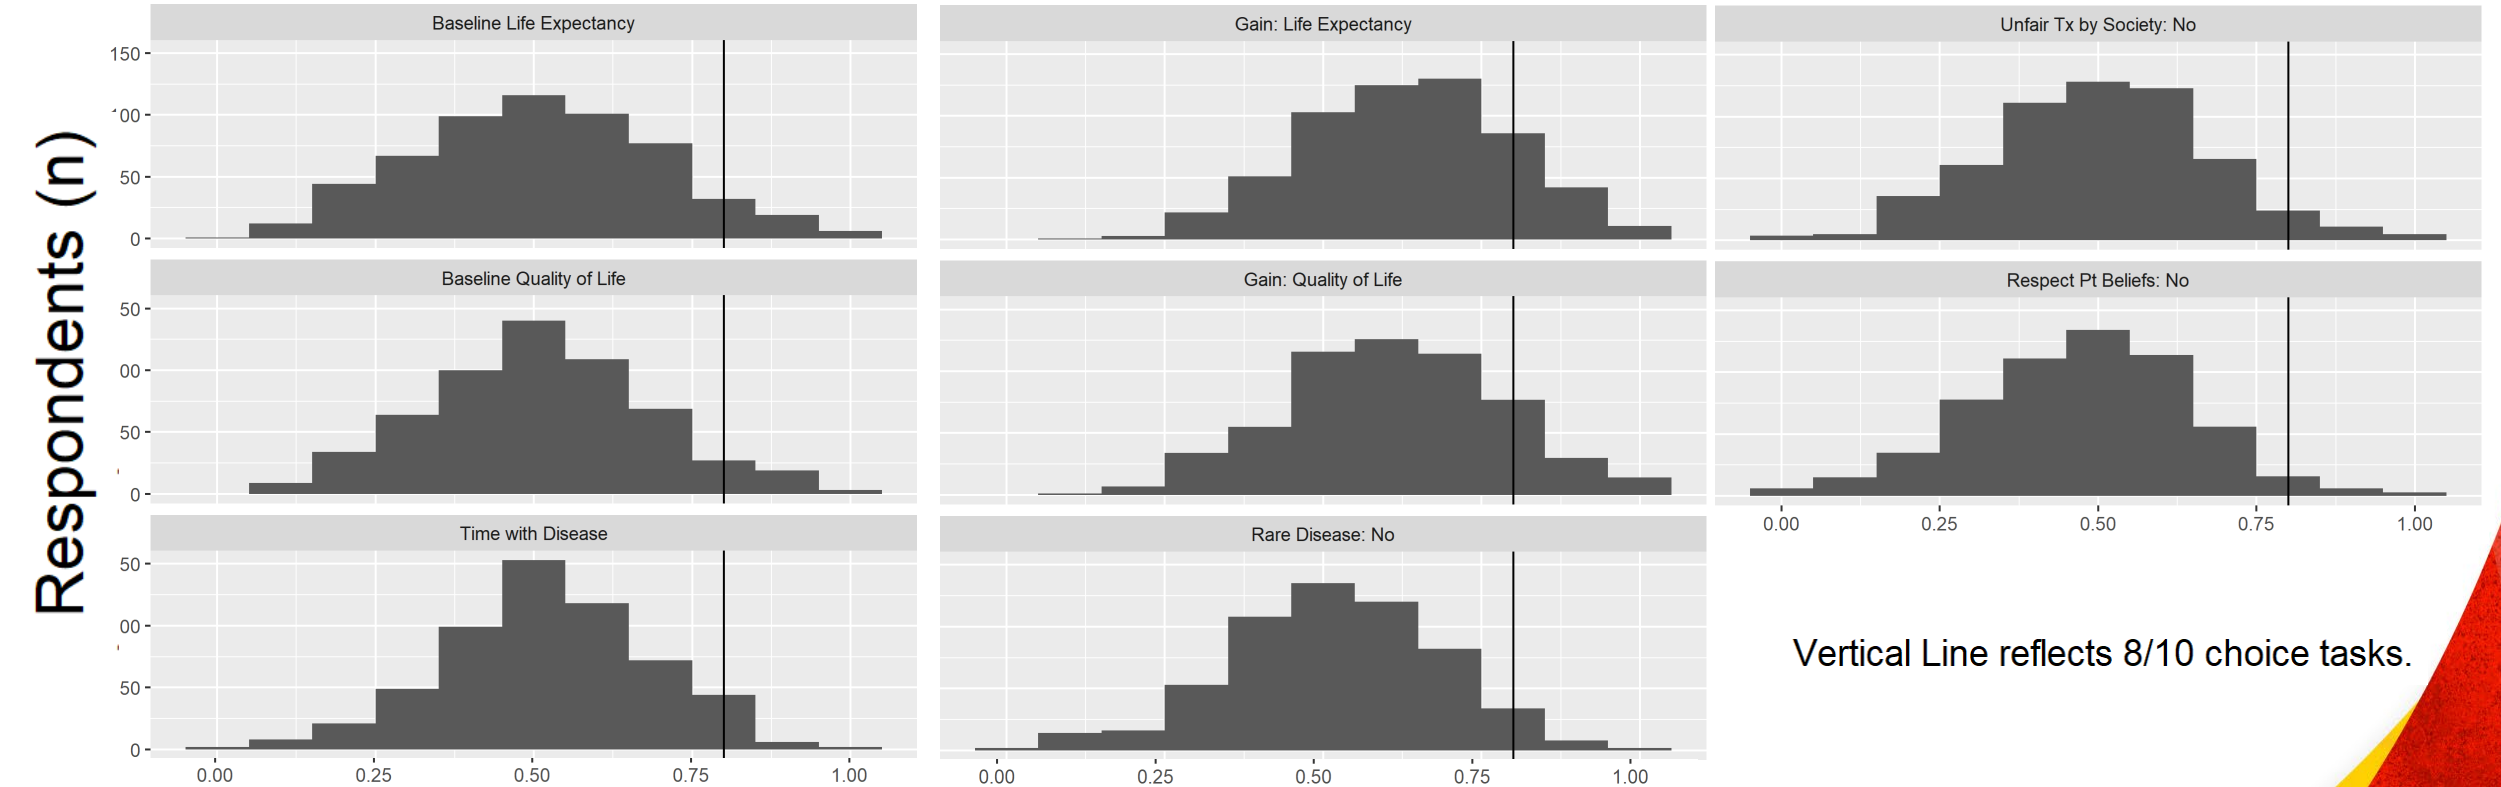 Respondents (n)
Baseline Life Expectancy
150
00
50
0
Baseline Quality of Life
50
00
50
0
Time with Disease
50
00
50
0
0.00 0.25 0.50 0.75 1.00
Gain: Life Expectancy
Gain: Quality of Life
Rare Disease: No
0.00 0.25 0.50 0.75 1.00
Unfair Tx by Society: No
Respect Pt Beliefs: No
0.00 0.25 0.50 0.75 1.00
Vertical Line reflects 8/10 choice tasks.